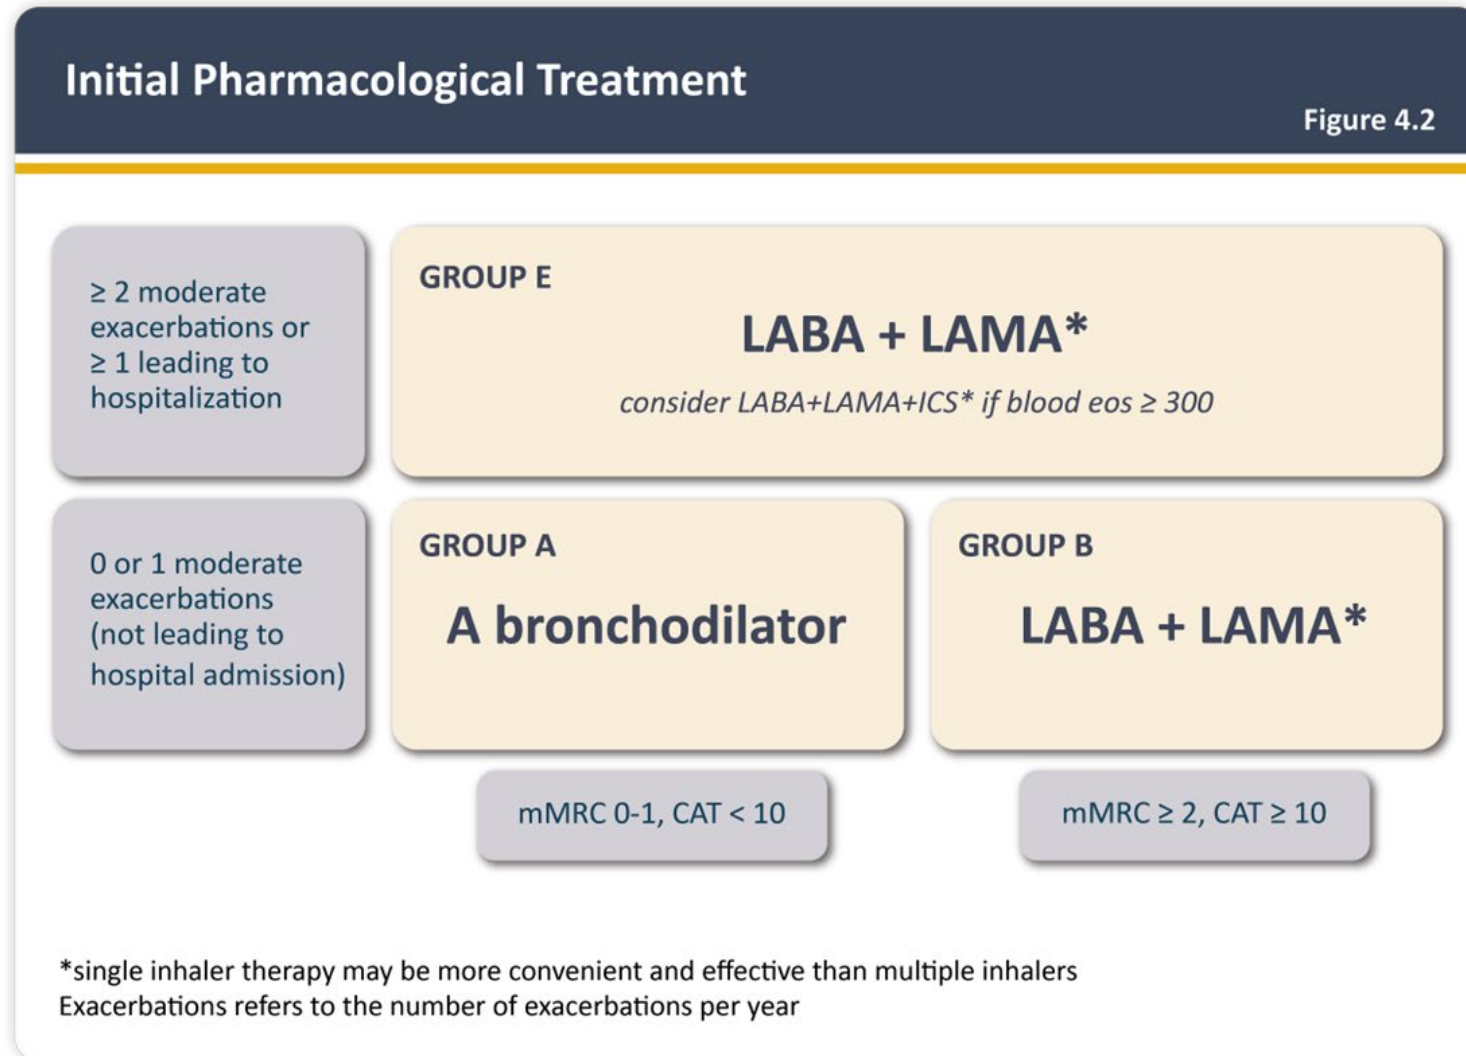 Initial Pharmacological Treatment
Figure 4.2
≥ 2 moderate
exacerbations or
≥ 1 leading to
hospitalization
GROUP E
LABA + LAMA*
consider LABA+LAMA+ICS* if blood eos ≥ 300
0 or 1 moderate
exacerbations
(not leading to
hospital admission)
GROUP A
A bronchodilator
GROUP B
LABA + LAMA*
mMRC 0-1, CAT < 10
mMRC ≥ 2, CAT ≥ 10
*single inhaler therapy may be more convenient and effective than multiple inhalers
Exacerbations refers to the number of exacerbations per year